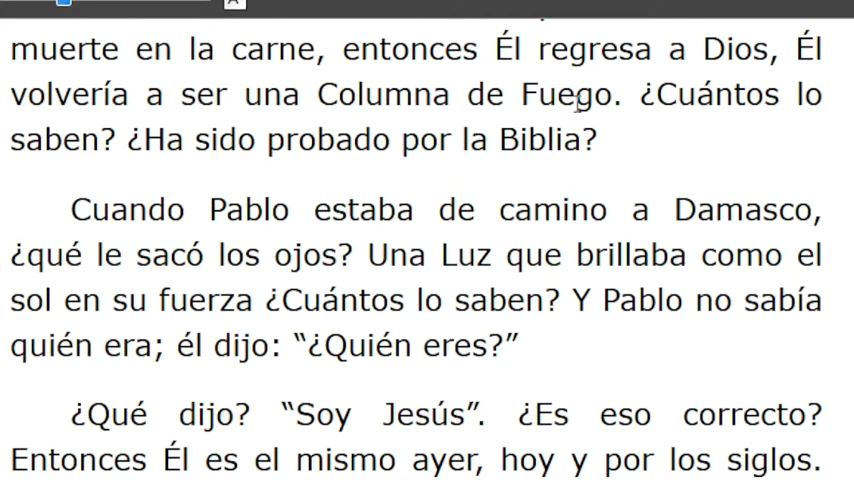 muerte en la carne, entonces Él regresa a Dios, Él
volvería a ser una Columna de Fuego. ¿Cuántos lo
saben? ¿Ha sido probado por la Biblia?
Cuando Pablo estaba de camino a Damasco,
¿qué le sacó los ojos? Una Luz que brillaba como el
sol en su fuerza ¿Cuántos lo saben? Y Pablo no sabía
quién era; él dijo: “¿Quién eres?”
¿Qué dijo? “Soy Jesús”. ¿Es eso correcto?
Entonces Él es el mismo ayer, hoy y por los siglos.